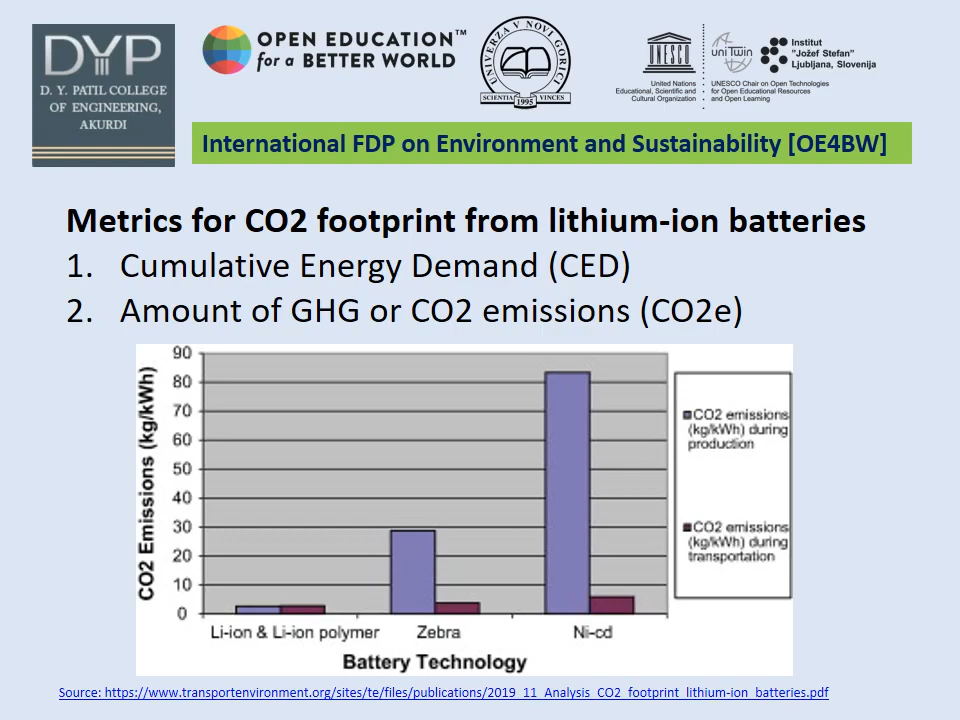 DYP
D. Y. PATIL COLLEGE
OF ENGINEERING,
AKURDI
OPEN EDUCATION™
for a BETTER WORLD
UNIVERZA V NOVI GORICI
SCIENTIA VINCES
1995
UNESCO
United Nations
Educational, Scientific and
Cultural Organization
uniTwin
Institut
"Jožef Stefan"
Ljubljana, Slovenija
UNESCO Chair on Open Technologies
for Open Educational Resources
and Open Learning
International FDP on Environment and Sustainability [OE4BW]
Metrics for CO2 footprint from lithium-ion batteries
1. Cumulative Energy Demand (CED)
2. Amount of GHG or CO2 emissions (CO2e)
CO2 Emissions (kg/kWh)
90
80
70
60
50
40
30
20
10
0
Li-ion & Li-ion polymer
Zebra
Ni-cd
Battery Technology
CO2 emissions
(kg/kWh) during
production
CO2 emissions
(kg/kWh) during
transportation
Source: https://www.transportenvironment.org/sites/te/files/publications/2019_11_Analysis_CO2_footprint_lithium-ion_batteries.pdf